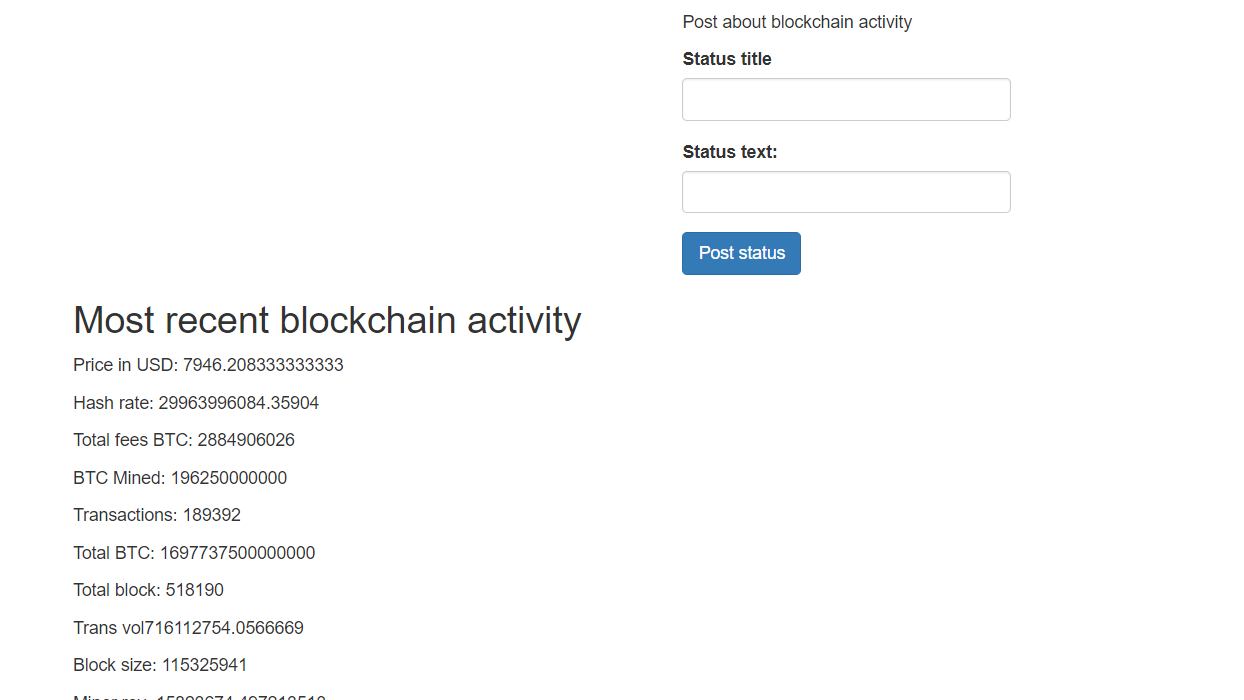 Post about blockchain activity
Status title
Status text:
Post status
Most recent blockchain activity
Price in USD: 7946.208333333333
Hash rate: 29963996084.35904
Total fees BTC: 2884906026
BTC Mined: 196250000000
Transactions: 189392
Total BTC: 1697737500000000
Total block: 518190
Trans vol716112754.0566669
Block size: 115325941